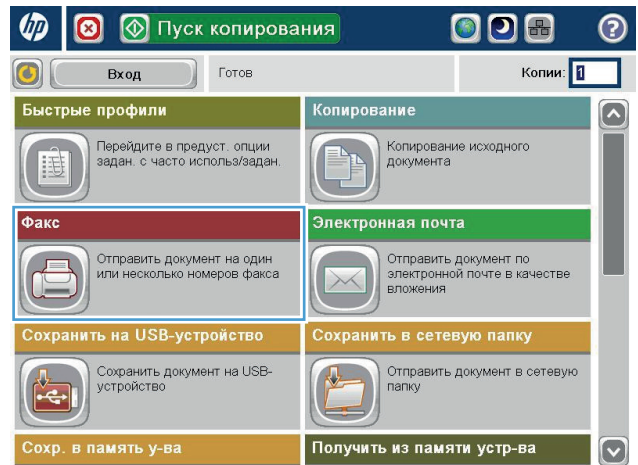 hp
Пуск копирования
?
Вход
Готов
Копии: 1
Быстрые профили
Перейдите в предуст. опции
задан. с часто использ/задан.
Копирование
Копирование исходного
документа
Факс
Отправить документ на один
или несколько номеров факса
Электронная почта
Отправить документ по
электронной почте в качестве
вложения
Сохранить на USB-устройство
Сохранить документ на USB-
устройство
Сохранить в сетевую папку
Отправить документ в сетевую
папку
Сохр. в память у-ва
Получить из памяти устр-ва